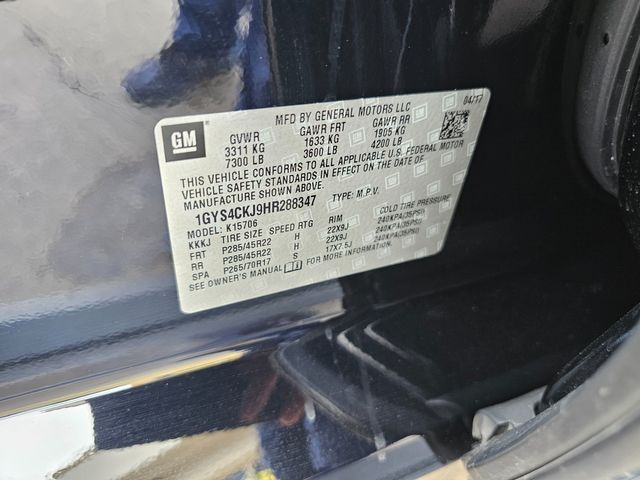 GM
MFD BY GENERAL MOTORS LLC 04/17
GVWR GAWR FRT GAWR RR
3311 KG 1633 KG 1905 KG
7300 LB 3600 LB 4200 LB
THIS VEHICLE CONFORMS TO ALL APPLICABLE U.S. FEDERAL MOTOR
VEHICLE SAFETY STANDARDS IN EFFECT ON THE DATE OF
MANUFACTURE SHOWN ABOVE.
1GYS4CKJ9HR288347 TYPE: M.P.V.
MODEL: K15706
KKKJ TIRE SIZE SPEED RTG RIM COLD TIRE PRESSURE
FRT P285/45R22 H 22X9J 240KPA(35PSI)
RR P285/45R22 H 22X9J 240KPA(35PSI)
SPA P265/70R17 S 17X7.5J 240KPA(35PSI)
SEE OWNER'S MANUAL FOR MORE INFORMATION.